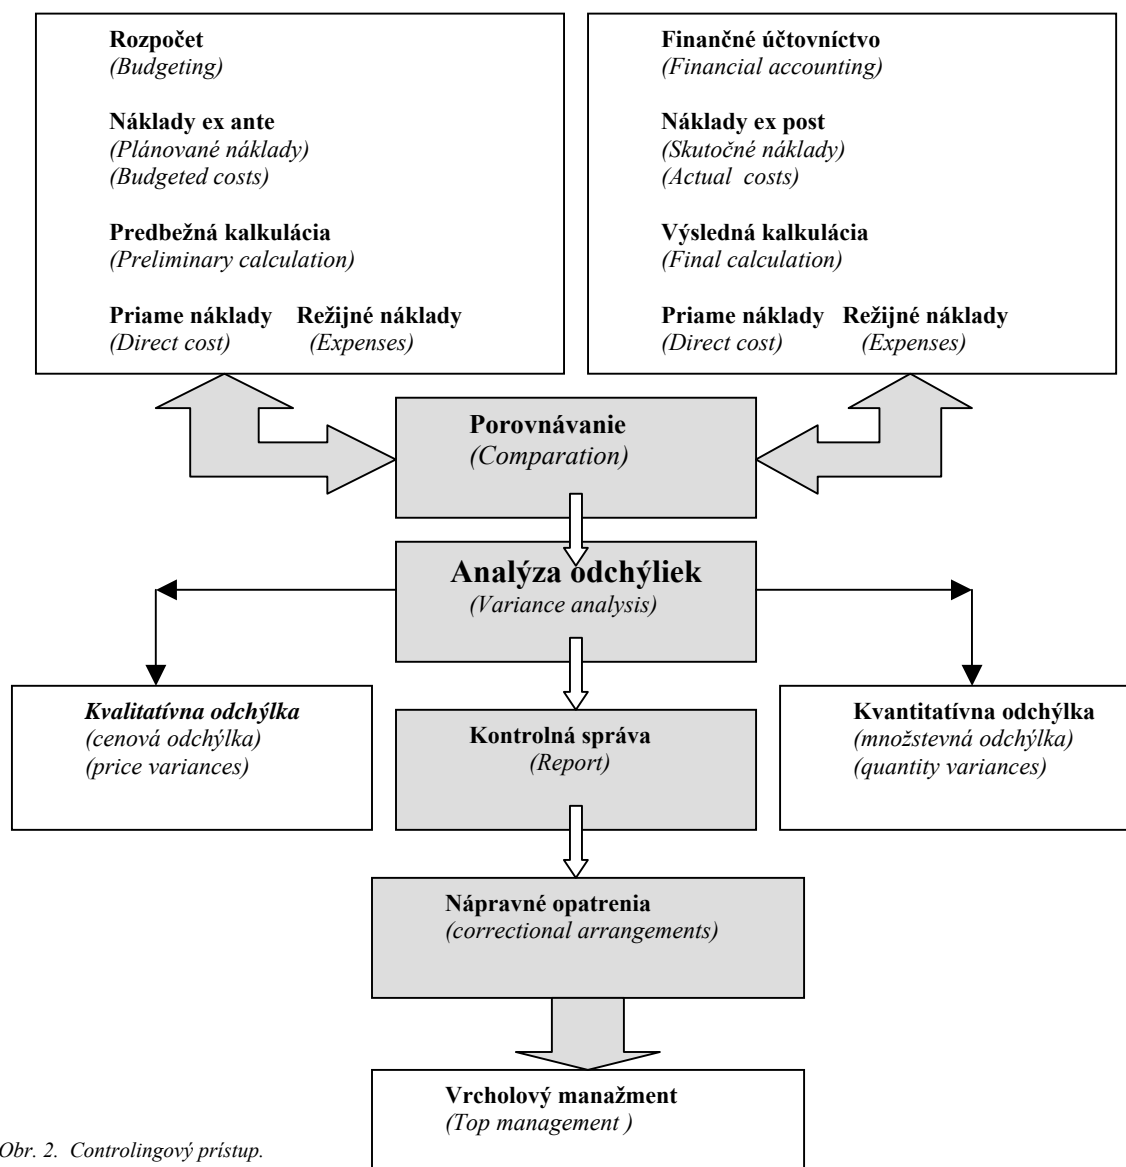 Rozpočet
(Budgeting)
Náklady ex ante
(Plánované náklady)
(Budgeted costs)
Predbežná kalkulácia
(Preliminary calculation)
Priame náklady Režijné náklady
(Direct cost) (Expenses)
Finančné účtovníctvo
(Financial accounting)
Náklady ex post
(Skutočné náklady)
(Actual costs)
Výsledná kalkulácia
(Final calculation)
Priame náklady Režijné náklady
(Direct cost) (Expenses)
Porovnávanie
(Comparation)
Analýza odchýliek
(Variance analysis)
Kvalitatívna odchýlka
(cenová odchýlka)
(price variances)
Kontrolná správa
(Report)
Kvantitatívna odchýlka
(množstevná odchýlka)
(quantity variances)
Nápravné opatrenia
(correctional arrangements)
Vrcholový manažment
(Top management )
Obr. 2. Controlingový prístup.